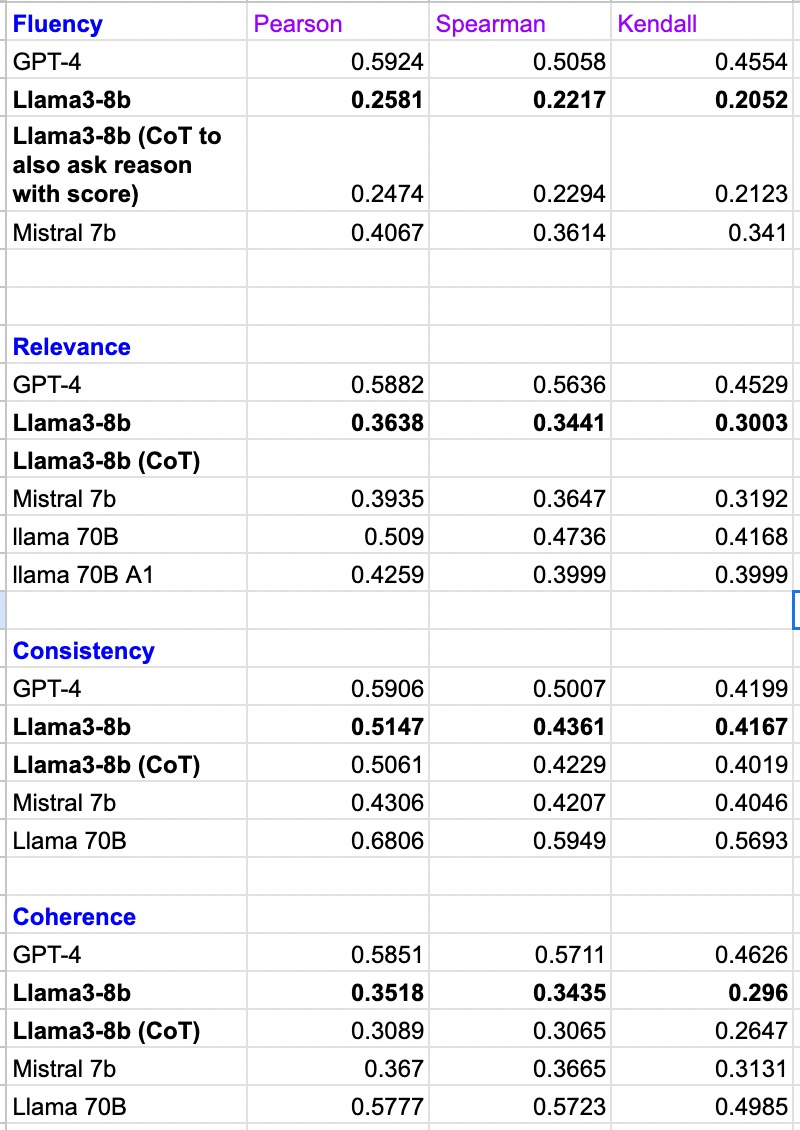 Fluency Pearson Spearman Kendall
GPT-4 0.5924 0.5058 0.4554
Llama3-8b 0.2581 0.2217 0.2052
Llama3-8b (CoT to
also ask reason
with score) 0.2474 0.2294 0.2123
Mistral 7b 0.4067 0.3614 0.341
Relevance
GPT-4 0.5882 0.5636 0.4529
Llama3-8b 0.3638 0.3441 0.3003
Llama3-8b (CoT)
Mistral 7b 0.3935 0.3647 0.3192
llama 70B 0.509 0.4736 0.4168
llama 70B A1 0.4259 0.3999 0.3999
Consistency
GPT-4 0.5906 0.5007 0.4199
Llama3-8b 0.5147 0.4361 0.4167
Llama3-8b (CoT) 0.5061 0.4229 0.4019
Mistral 7b 0.4306 0.4207 0.4046
Llama 70B 0.6806 0.5949 0.5693
Coherence
GPT-4 0.5851 0.5711 0.4626
Llama3-8b 0.3518 0.3435 0.296
Llama3-8b (CoT) 0.3089 0.3065 0.2647
Mistral 7b 0.367 0.3665 0.3131
Llama 70B 0.5777 0.5723 0.4985